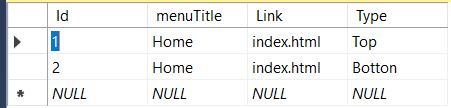 Id menuTitle Link Type
1 Home index.html Top
2 Home index.html Botton
* NULL NULL NULL NULL